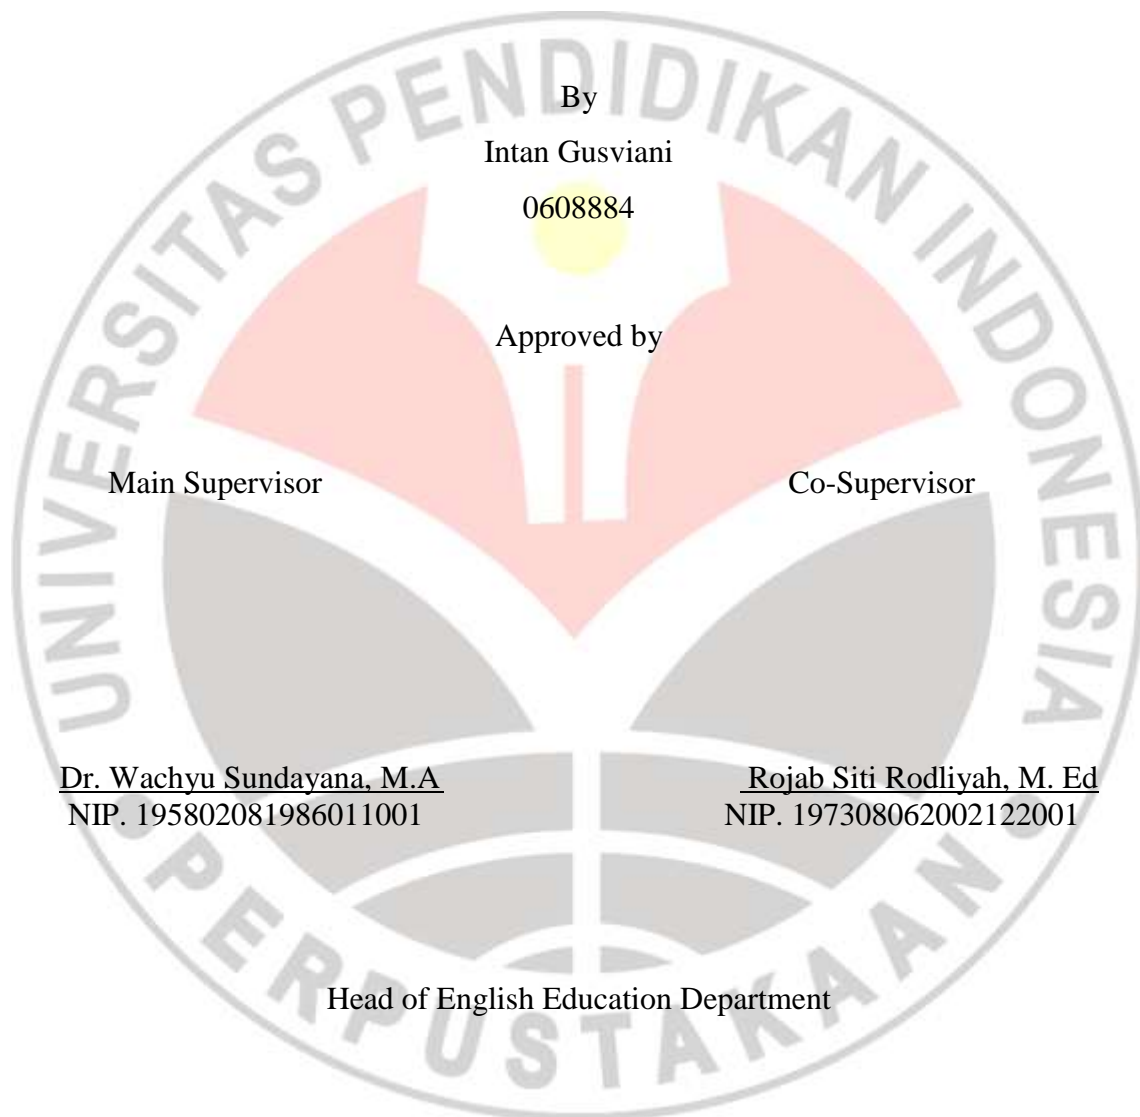 UNIVERSITAS PENDIDIKAN INDONESIA
By
Intan Gusviani
0608884
Approved by
Main Supervisor Co-Supervisor
Dr. Wachyu Sundayana, M.A Rojab Siti Rodliyah, M. Ed
NIP. 195802081986011001 NIP. 197308062002122001
Head of English Education Department
PERPUSTAKAAN